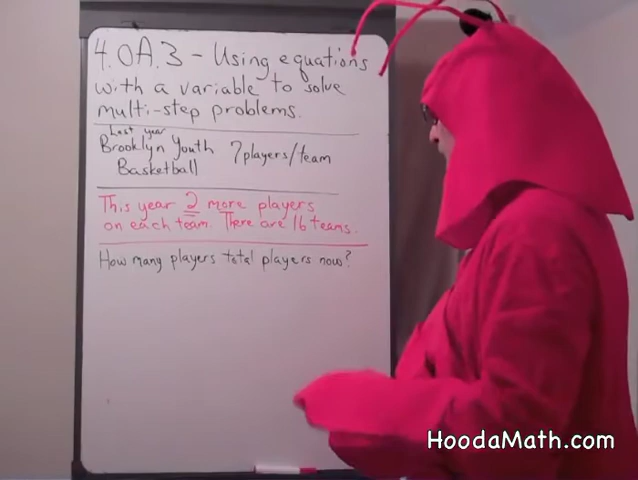 4.OA.3 - Using equations
with a variable to solve
multi-step problems.
Last year
Brooklyn Youth 7 players/team
Basketball
This year 2 more players
on each team. There are 16 teams.
How many players total players now?
HoodaMath.com